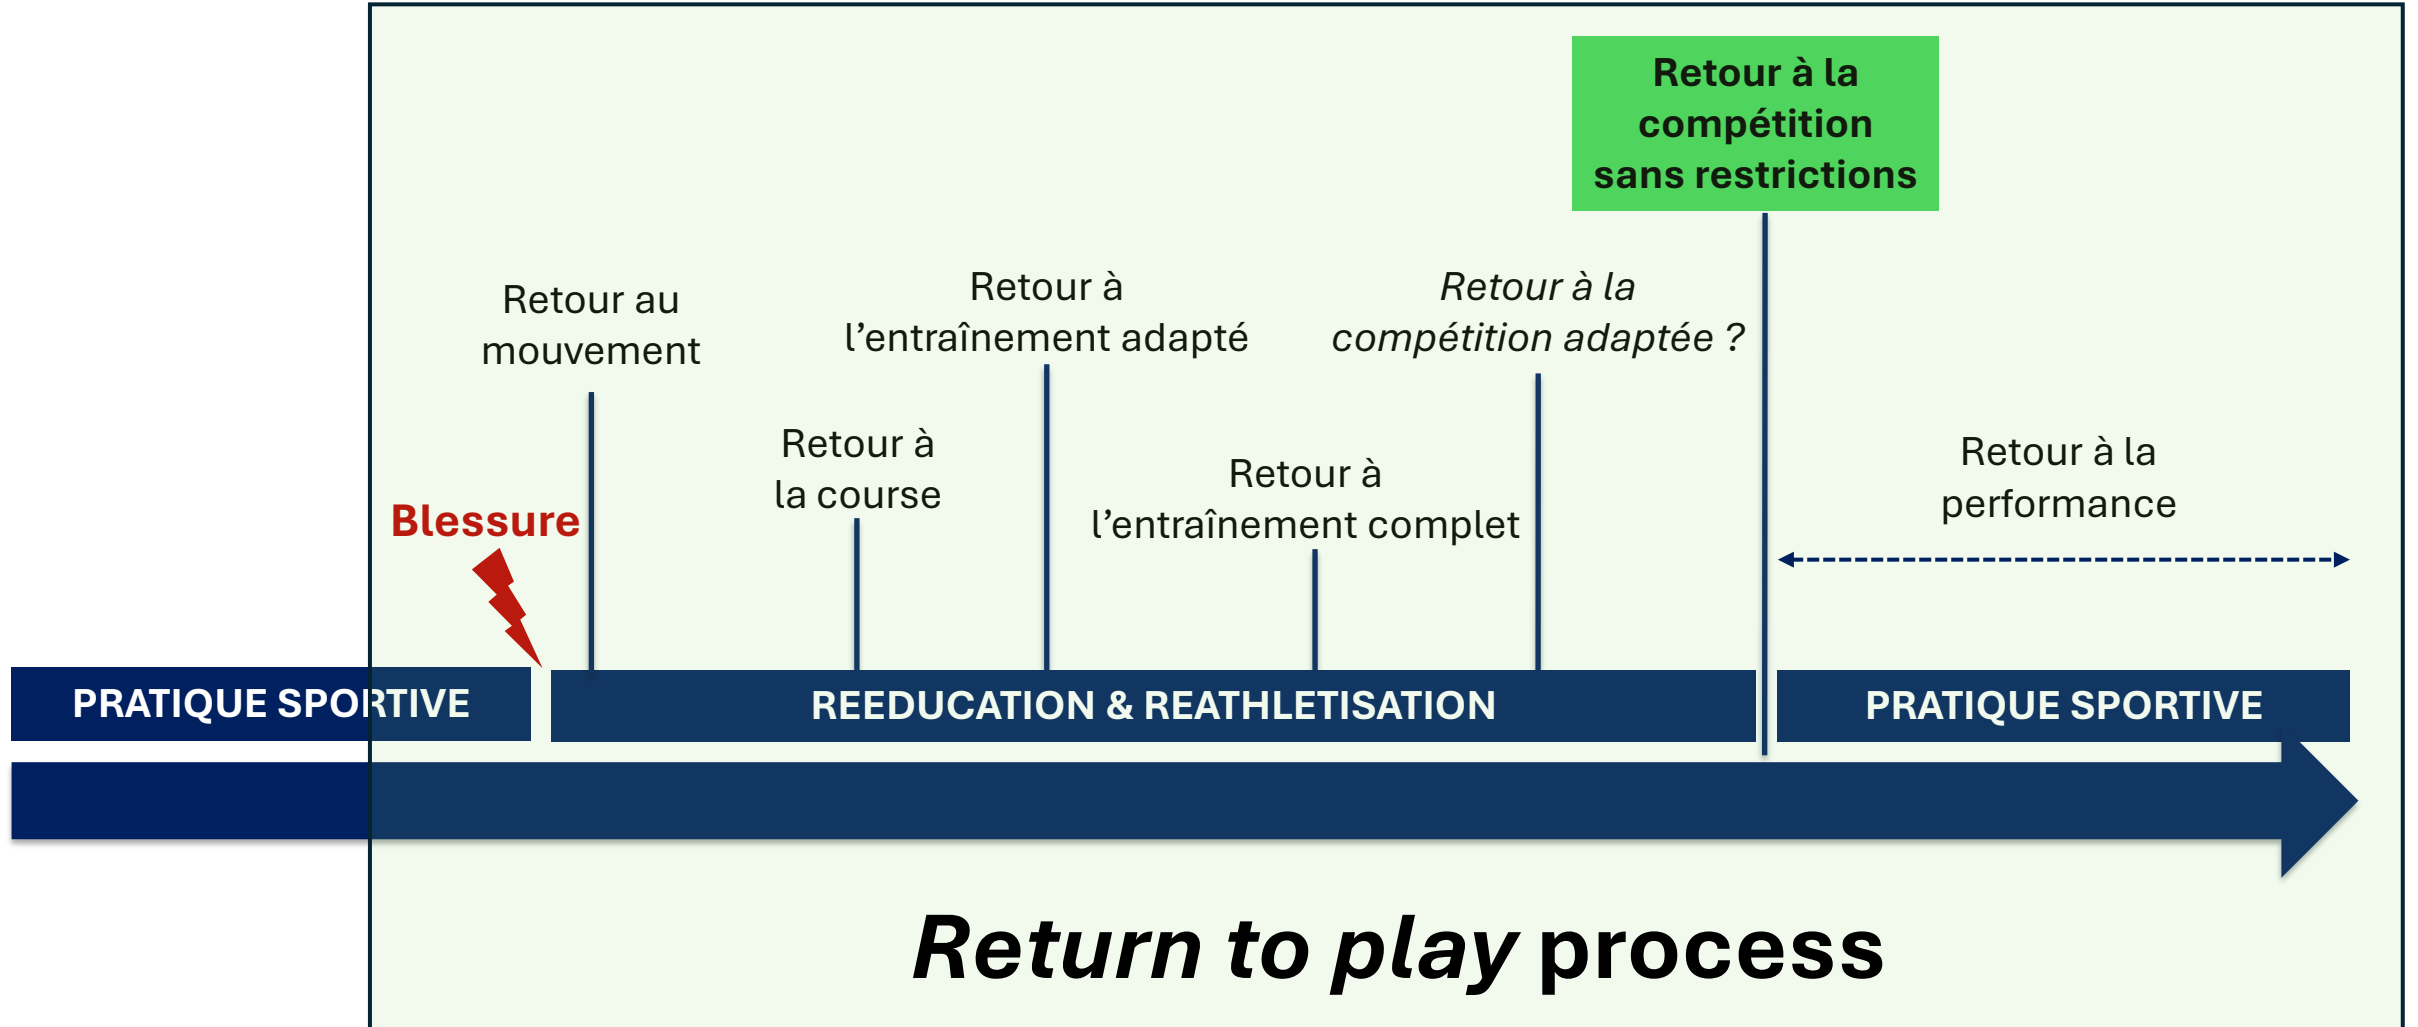 Retour à la
compétition
sans restrictions
Retour au
mouvement
Retour à
l’entraînement adapté
Retour à la
compétition adaptée ?
Retour à
la course
Retour à
l’entraînement complet
Retour à la
performance
Blessure
PRATIQUE SPORTIVE
REEDUCATION & REATHLETISATION
PRATIQUE SPORTIVE
Return to play process